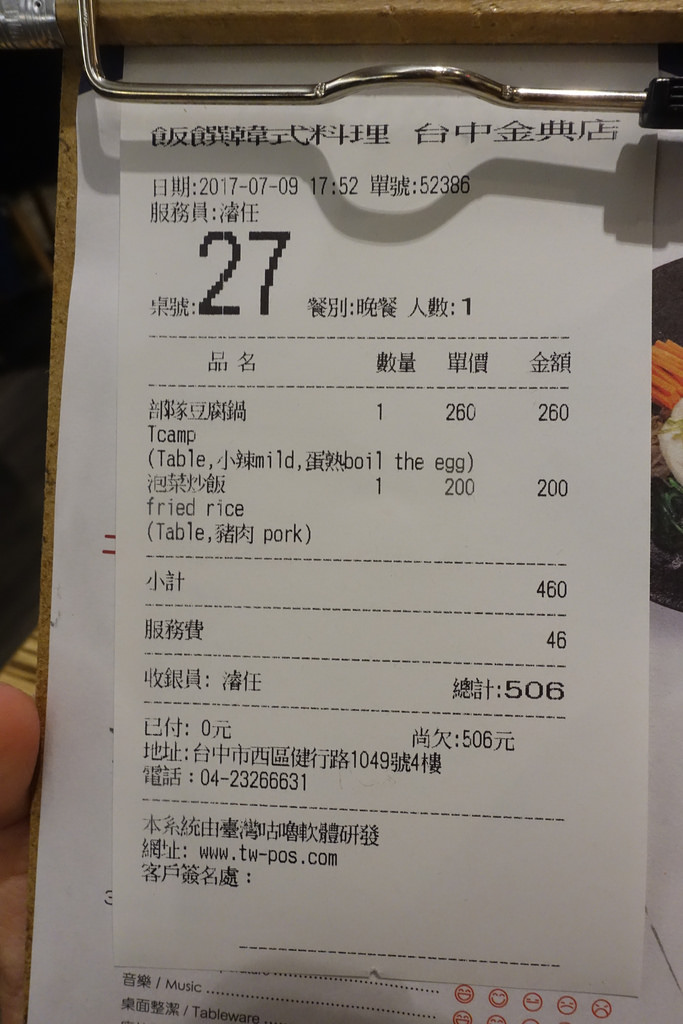 飯饌韓式料理 台中金典店
日期:2017-07-09 17:52 單號:52386
服務員:濬任
桌號:27 餐別:晚餐 人數:1
品名 數量 單價 金額
部隊豆腐鍋 1 260 260
Tcamp
(Table,小辣mild,蛋熟boil the egg)
泡菜炒飯 1 200 200
fried rice
(Table,豬肉 pork)
小計 460
服務費 46
收銀員: 濬任 總計:506
已付: 0元 尚欠:506元
地址:台中市西區健行路1049號4樓
電話：04-23266631
本系統由臺灣咕嚕軟體研發
網址: www.tw-pos.com
客戶簽名處：
音樂 / Music
桌面整潔 / Tableware